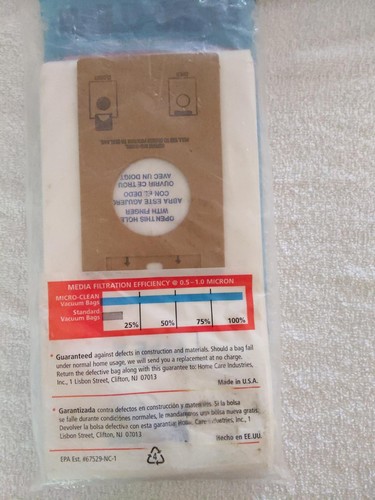 OPEN THIS HOLE
WITH FINGER
ABRA ESTE AGUJERO
CON EL DEDO
OUVRIR CE TROU
AVEC UN DOIGT
MEDIA FILTRATION EFFICIENCY @ 0.5–1.0 MICRON
MICRO-CLEAN
Vacuum Bags
Standard
Vacuum Bags
25% 50% 75% 100%
* Guaranteed against defects in construction and materials. Should a bag fail
under normal home usage, we will send you a replacement at no charge.
Return the defective bag along with this guarantee to: Home Care Industries,
Inc., 1 Lisbon Street, Clifton, NJ 07013
Made in U.S.A.
* Garantizada contra defectos en construcción y materiales. Si la bolsa
se falle durante condiciones normales, le mandaremos una bolsa nueva gratis.
Devolver la bolsa defectiva con esta garantía: Home Care Industries, Inc., 1
Lisbon Street, Clifton, NJ 07013
Hecho en EE.UU.
EPA Est. #67529-NC-1
4